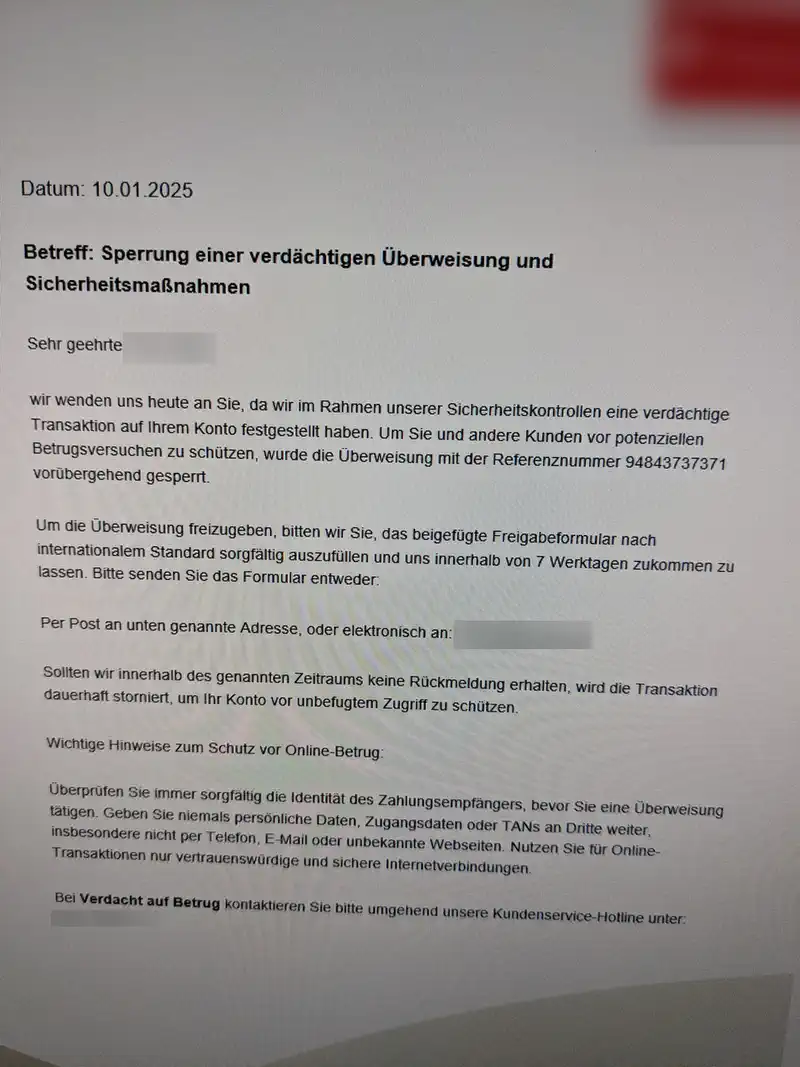 Datum: 10.01.2025
Betreff: Sperrung einer verdächtigen Überweisung und
Sicherheitsmaßnahmen
Sehr geehrte
wir wenden uns heute an Sie, da wir im Rahmen unserer Sicherheitskontrollen eine verdächtige
Transaktion auf Ihrem Konto festgestellt haben. Um Sie und andere Kunden vor potenziellen
Betrugsversuchen zu schützen, wurde die Überweisung mit der Referenznummer 94843737371
vorübergehend gesperrt.
Um die Überweisung freizugeben, bitten wir Sie, das beigefügte Freigabeformular nach
internationalem Standard sorgfältig auszufüllen und uns innerhalb von 7 Werktagen zukommen zu
lassen. Bitte senden Sie das Formular entweder:
Per Post an unten genannte Adresse, oder elektronisch an:
Sollten wir innerhalb des genannten Zeitraums keine Rückmeldung erhalten, wird die Transaktion
dauerhaft storniert, um Ihr Konto vor unbefugtem Zugriff zu schützen.
Wichtige Hinweise zum Schutz vor Online-Betrug:
Überprüfen Sie immer sorgfältig die Identität des Zahlungsempfängers, bevor Sie eine Überweisung
tätigen. Geben Sie niemals persönliche Daten, Zugangsdaten oder TANs an Dritte weiter,
insbesondere nicht per Telefon, E-Mail oder unbekannte Webseiten. Nutzen Sie für Online-
Transaktionen nur vertrauenswürdige und sichere Internetverbindungen.
Bei Verdacht auf Betrug kontaktieren Sie bitte umgehend unsere Kundenservice-Hotline unter: